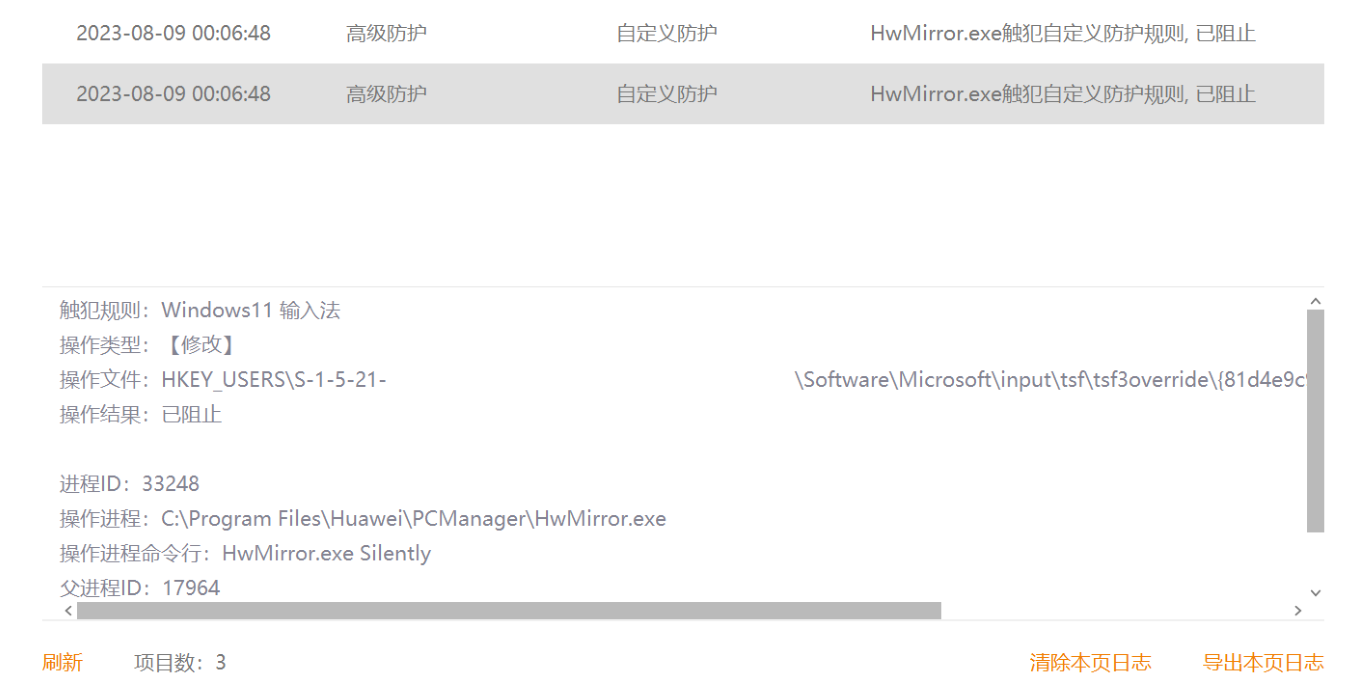 2023-08-09 00:06:48 高级防护 自定义防护 HwMirror.exe触犯自定义防护规则, 已阻止
2023-08-09 00:06:48 高级防护 自定义防护 HwMirror.exe触犯自定义防护规则, 已阻止
触犯规则：Windows11 输入法
操作类型：【修改】
操作文件：HKEY_USERS\S-1-5-21- \Software\Microsoft\input\tsf\tsf3override\{81d4e9c
操作结果：已阻止
进程ID：33248
操作进程：C:\Program Files\Huawei\PCManager\HwMirror.exe
操作进程命令行：HwMirror.exe Silently
父进程ID：17964
刷新 项目数：3 清除本页日志 导出本页日志